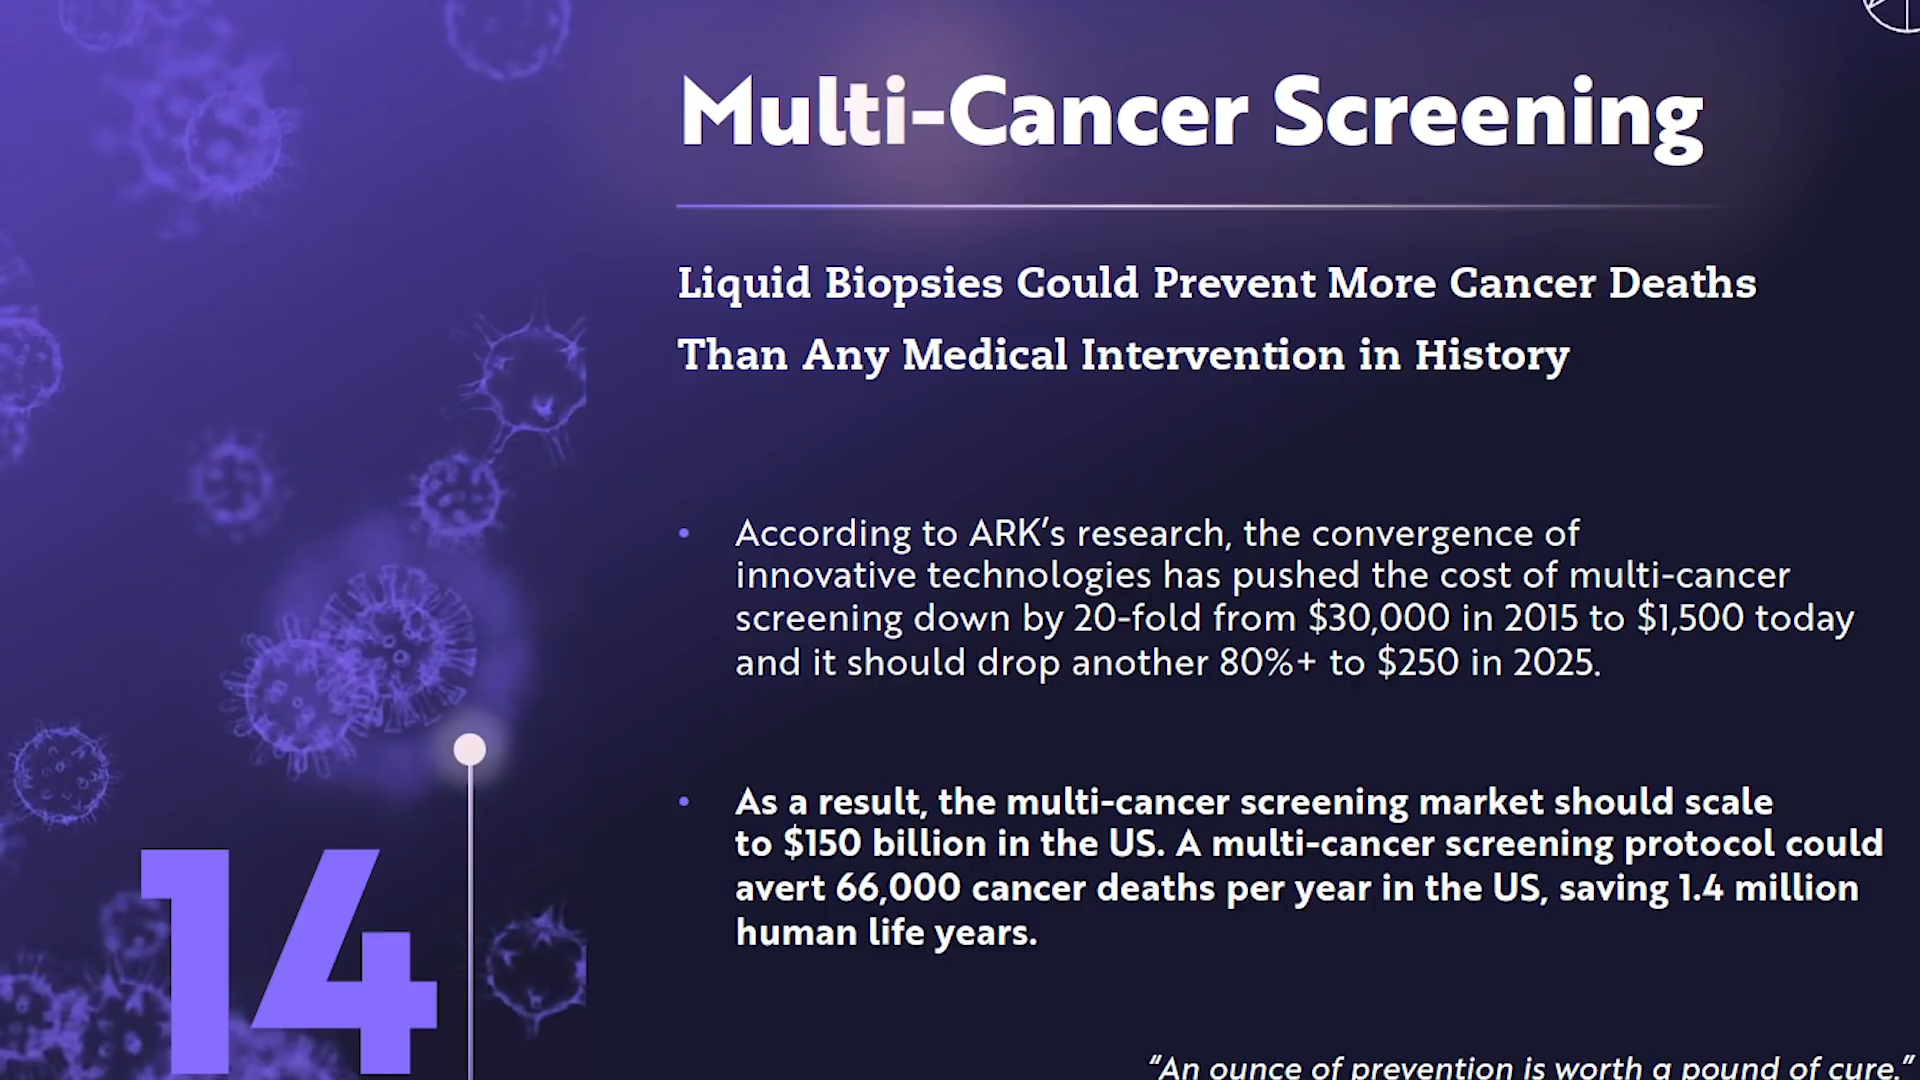 Multi-Cancer Screening
Liquid Biopsies Could Prevent More Cancer Deaths
Than Any Medical Intervention in History
• According to ARK’s research, the convergence of
innovative technologies has pushed the cost of multi-cancer
screening down by 20-fold from $30,000 in 2015 to $1,500 today
and it should drop another 80%+ to $250 in 2025.
• As a result, the multi-cancer screening market should scale
to $150 billion in the US. A multi-cancer screening protocol could
avert 66,000 cancer deaths per year in the US, saving 1.4 million
human life years.
14
“An ounce of prevention is worth a pound of cure.”